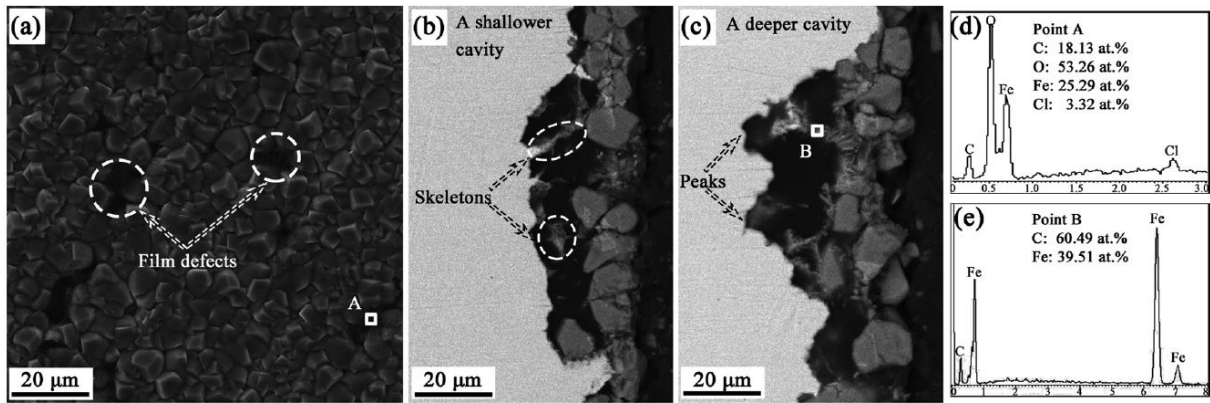 (a)
Film defects
A
20 μm
(b)
A shallower
cavity
Skeletons
20 μm
(c)
A deeper cavity
B
Peaks
20 μm
(d)
O
Point A
C: 18.13 at.%
O: 53.26 at.%
Fe: 25.29 at.%
Cl: 3.32 at.%
Fe
C
Cl
0 0.5 1.0 1.5 2.0 2.5 3.0
(e)
Point B
C: 60.49 at.%
Fe: 39.51 at.%
Fe
Fe
C
Fe
0 1 2 3 4 5 6 7 8